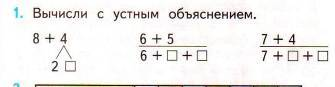 1. Вычисли с устным объяснением.
8 + 4 6 + 5 7 + 4
2 □ 6 + □ + □ 7 + □ + □